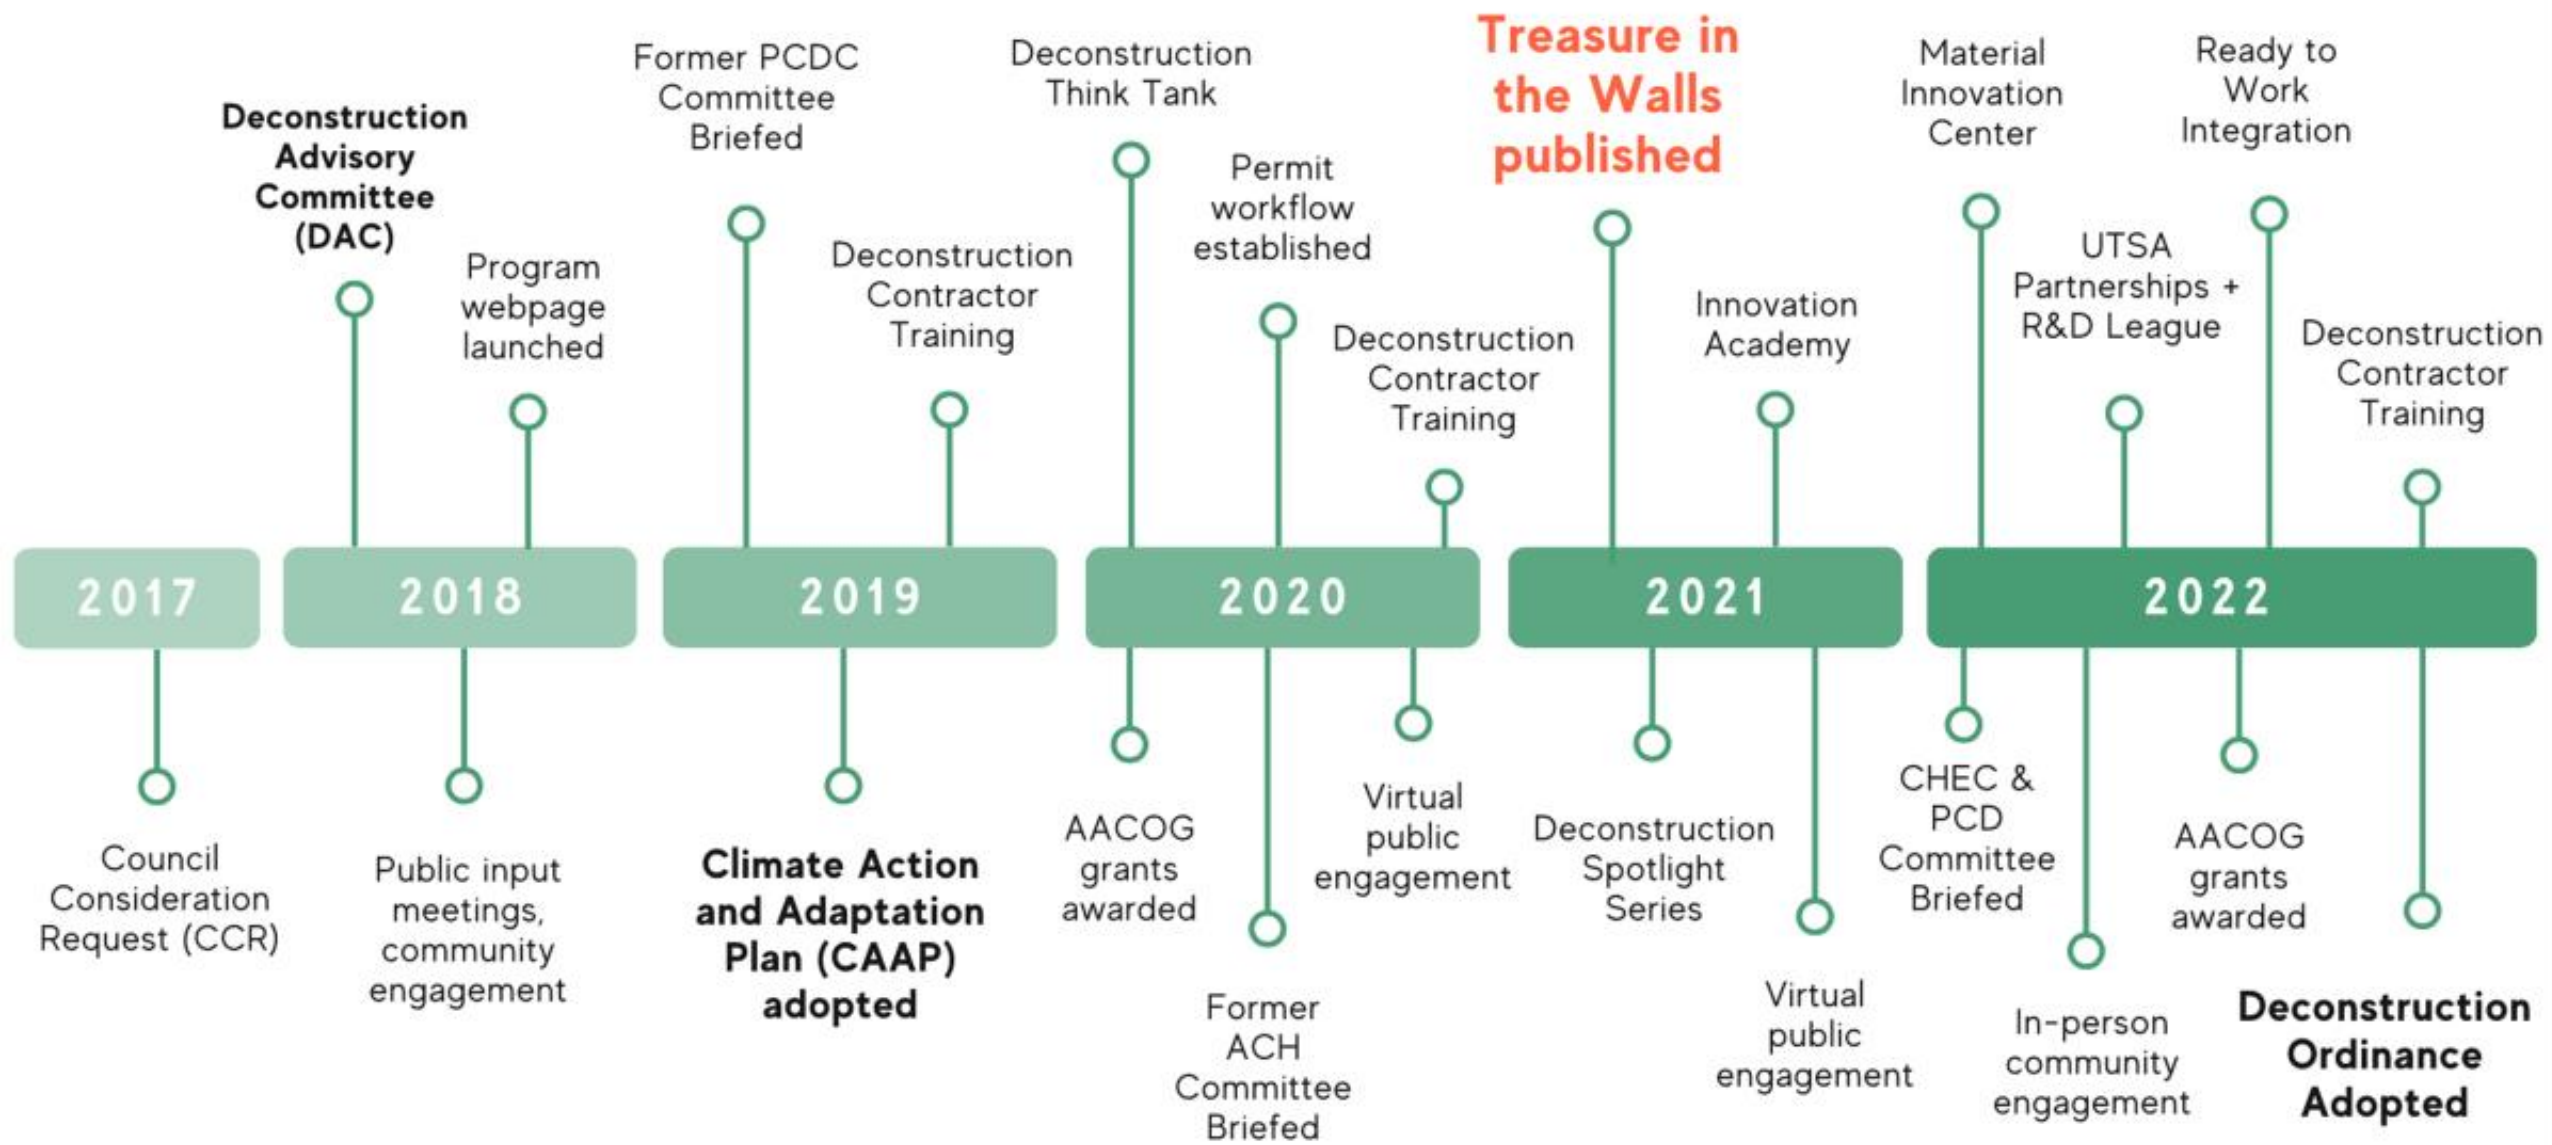 Deconstruction
Advisory
Committee
(DAC)
Program
webpage
launched
Former PCDC
Committee
Briefed
Deconstruction
Contractor
Training
Deconstruction
Think Tank
Permit
workflow
established
Deconstruction
Contractor
Training
Treasure in
the Walls
published
Innovation
Academy
Material
Innovation
Center
UTSA
Partnerships +
R&D League
Ready to
Work
Integration
Deconstruction
Contractor
Training
2017
2018
2019
2020
2021
2022
Council
Consideration
Request (CCR)
Public input
meetings,
community
engagement
Climate Action
and Adaptation
Plan (CAAP)
adopted
AACOG
grants
awarded
Former
ACH
Committee
Briefed
Virtual
public
engagement
Deconstruction
Spotlight
Series
Virtual
public
engagement
CHEC &
PCD
Committee
Briefed
In-person
community
engagement
AACOG
grants
awarded
Deconstruction
Ordinance
Adopted